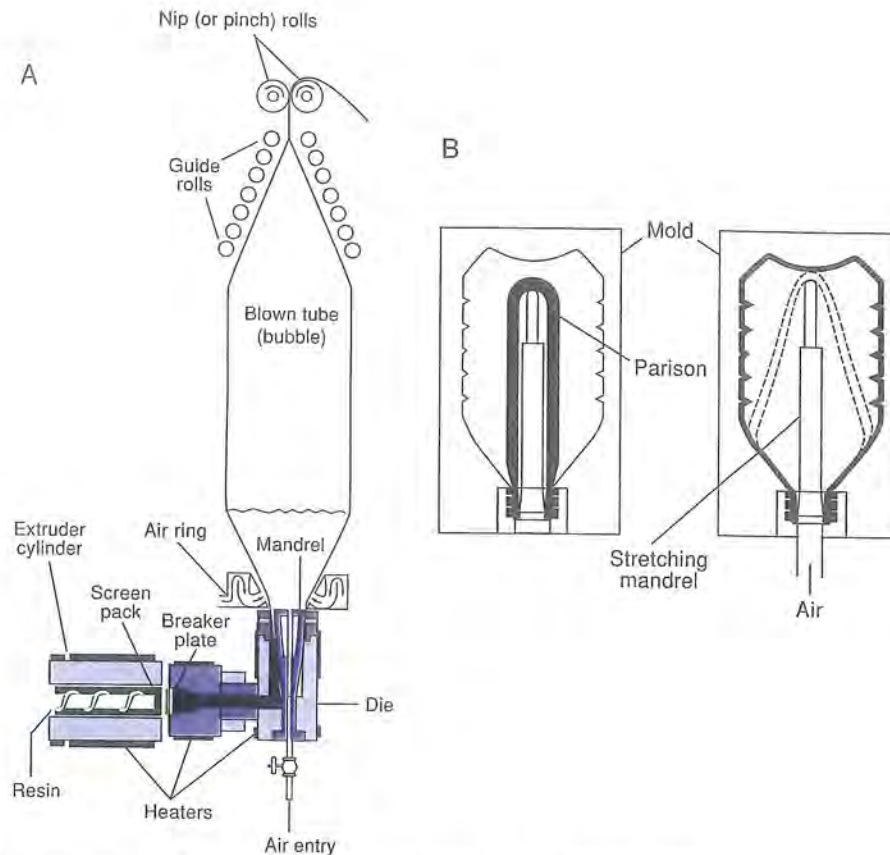 Nip (or pinch) rolls
A
Guide
rolls
Blown tube
(bubble)
Air ring
Mandrel
Extruder
cylinder
Screen
pack
Breaker
plate
Die
Resin
Heaters
Air entry
B
Mold
Parison
Stretching
mandrel
Air